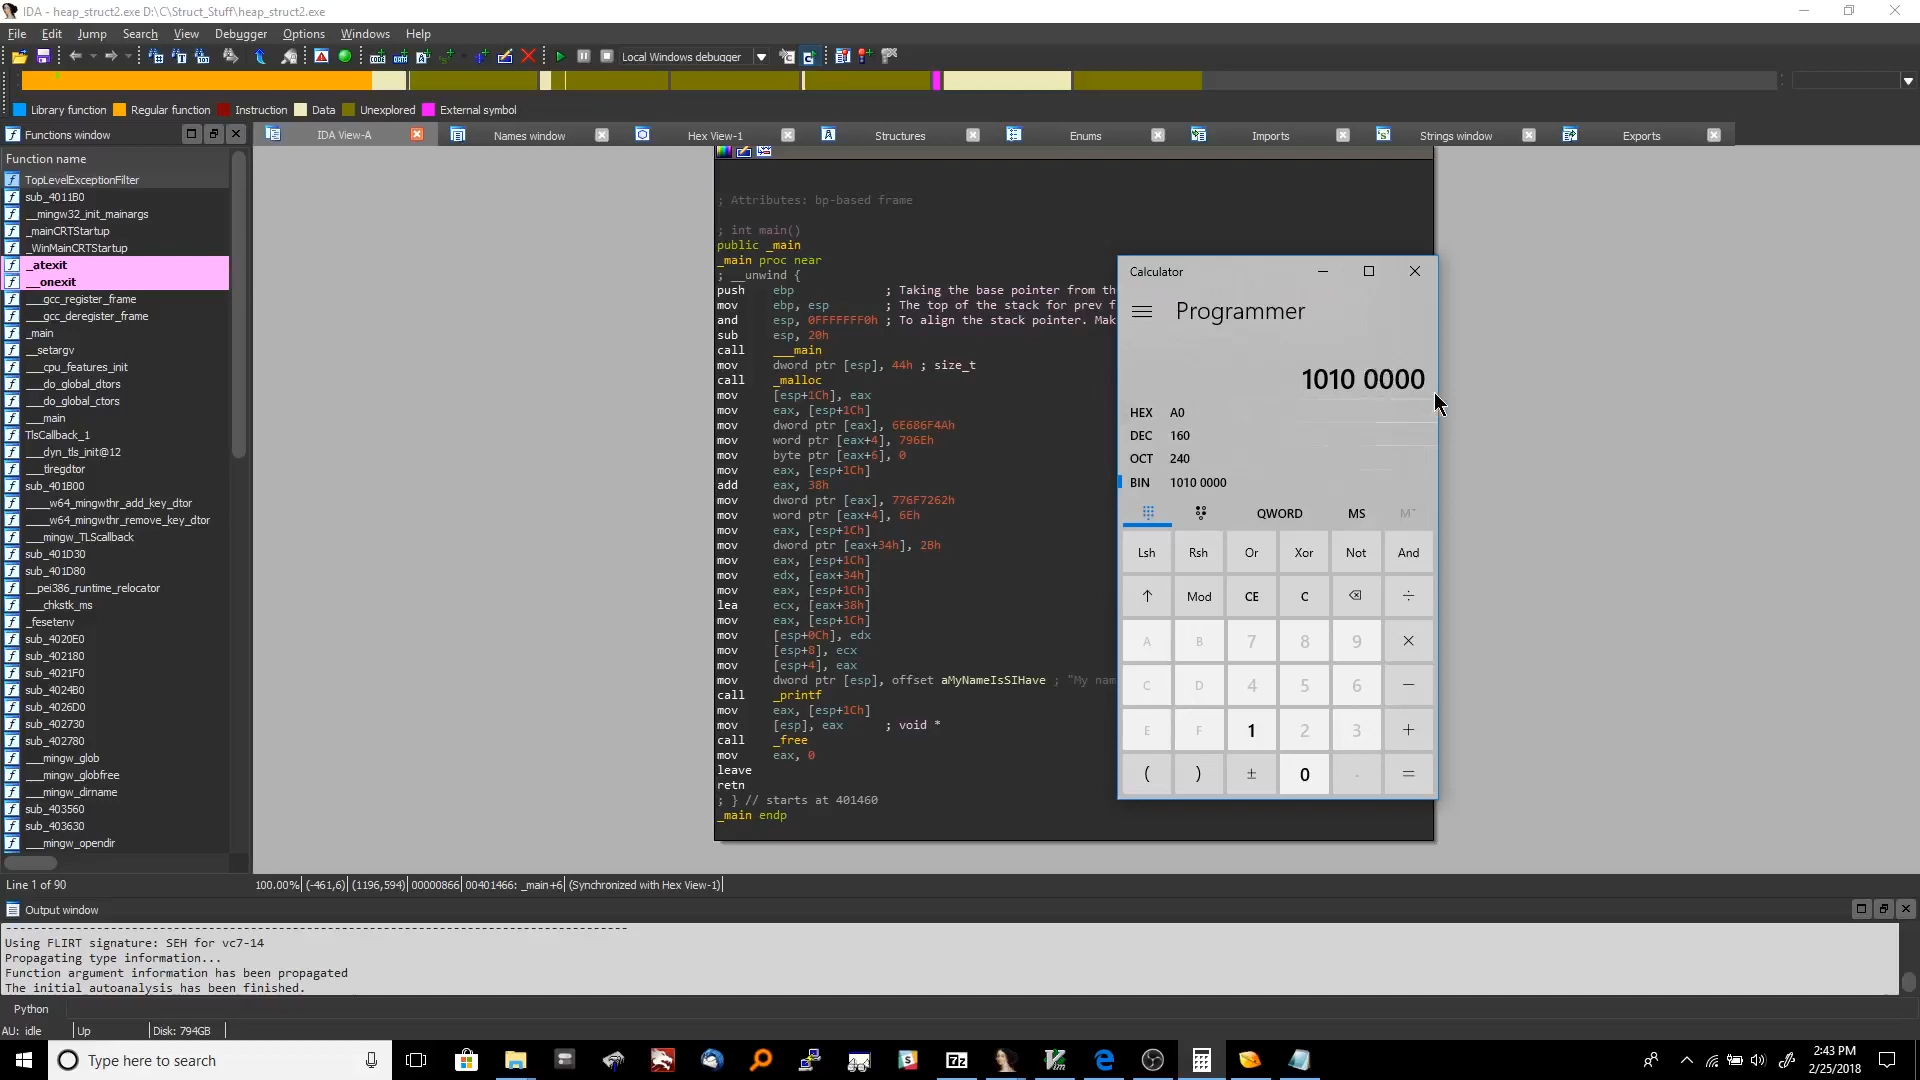 IDA - heap_struct2.exe D:\C\Struct_Stuff\heap_struct2.exe
File Edit Jump Search View Debugger Options Windows Help
Local Windows debugger
Library function Regular function Instruction Data Unexplored External symbol
Functions window
IDA View-A Names window Hex View-1 Structures Enums Imports Strings window Exports
Function name
TopLevelExceptionFilter
sub_4011B0
__mingw32_init_mainargs
_mainCRTStartup
_WinMainCRTStartup
_atexit
__onexit
___gcc_register_frame
___gcc_deregister_frame
_main
__setargv
___cpu_features_init
___do_global_dtors
___do_global_ctors
___main
TlsCallback_1
___dyn_tls_init@12
___tlregdtor
sub_401B00
____w64_mingwthr_add_key_dtor
____w64_mingwthr_remove_key_dtor
___mingw_TLScallback
sub_401D30
sub_401D80
__pei386_runtime_relocator
___chkstk_ms
_fesetenv
sub_4020E0
sub_402180
sub_4021F0
sub_4024B0
sub_4026D0
sub_402730
sub_402780
___mingw_glob
___mingw_globfree
___mingw_dirname
sub_403560
sub_403630
___mingw_opendir
Line 1 of 90
; Attributes: bp-based frame
; int main()
public _main
_main proc near
; __unwind {
push ebp ; Taking the base pointer from th
mov ebp, esp ; The top of the stack for prev f
and esp, 0FFFFFFF0h ; To align the stack pointer. Mak
sub esp, 20h
call ___main
mov dword ptr [esp], 44h ; size_t
call _malloc
mov [esp+1Ch], eax
mov eax, [esp+1Ch]
mov dword ptr [eax], 6E686F4Ah
mov word ptr [eax+4], 796Eh
mov byte ptr [eax+6], 0
mov eax, [esp+1Ch]
add eax, 38h
mov dword ptr [eax], 776F7262h
mov word ptr [eax+4], 6Eh
mov eax, [esp+1Ch]
mov dword ptr [eax+34h], 2Bh
mov eax, [esp+1Ch]
mov edx, [eax+34h]
mov eax, [esp+1Ch]
lea ecx, [eax+38h]
mov eax, [esp+1Ch]
mov [esp+0Ch], edx
mov [esp+8], ecx
mov [esp+4], eax
mov dword ptr [esp], offset aMyNameIsSIHave ; "My nam
call _printf
mov eax, [esp+1Ch]
mov [esp], eax ; void *
call _free
mov eax, 0
leave
retn
; } // starts at 401460
_main endp
100.00% (-461,6) (1196,594) 00000866 00401466: _main+6 (Synchronized with Hex View-1)
Calculator
Programmer
1010 0000
HEX A0
DEC 160
OCT 240
BIN 1010 0000
QWORD MS M
Lsh Rsh Or Xor Not And
↑ Mod CE C ⌫ ÷
A B 7 8 9 ×
C D 4 5 6 −
E F 1 2 3 +
( ) ± 0 . =
Output window
Using FLIRT signature: SEH for vc7-14
Propagating type information...
Function argument information has been propagated
The initial autoanalysis has been finished.
Python
AU: idle Up Disk: 794GB
Type here to search
2:43 PM
2/25/2018